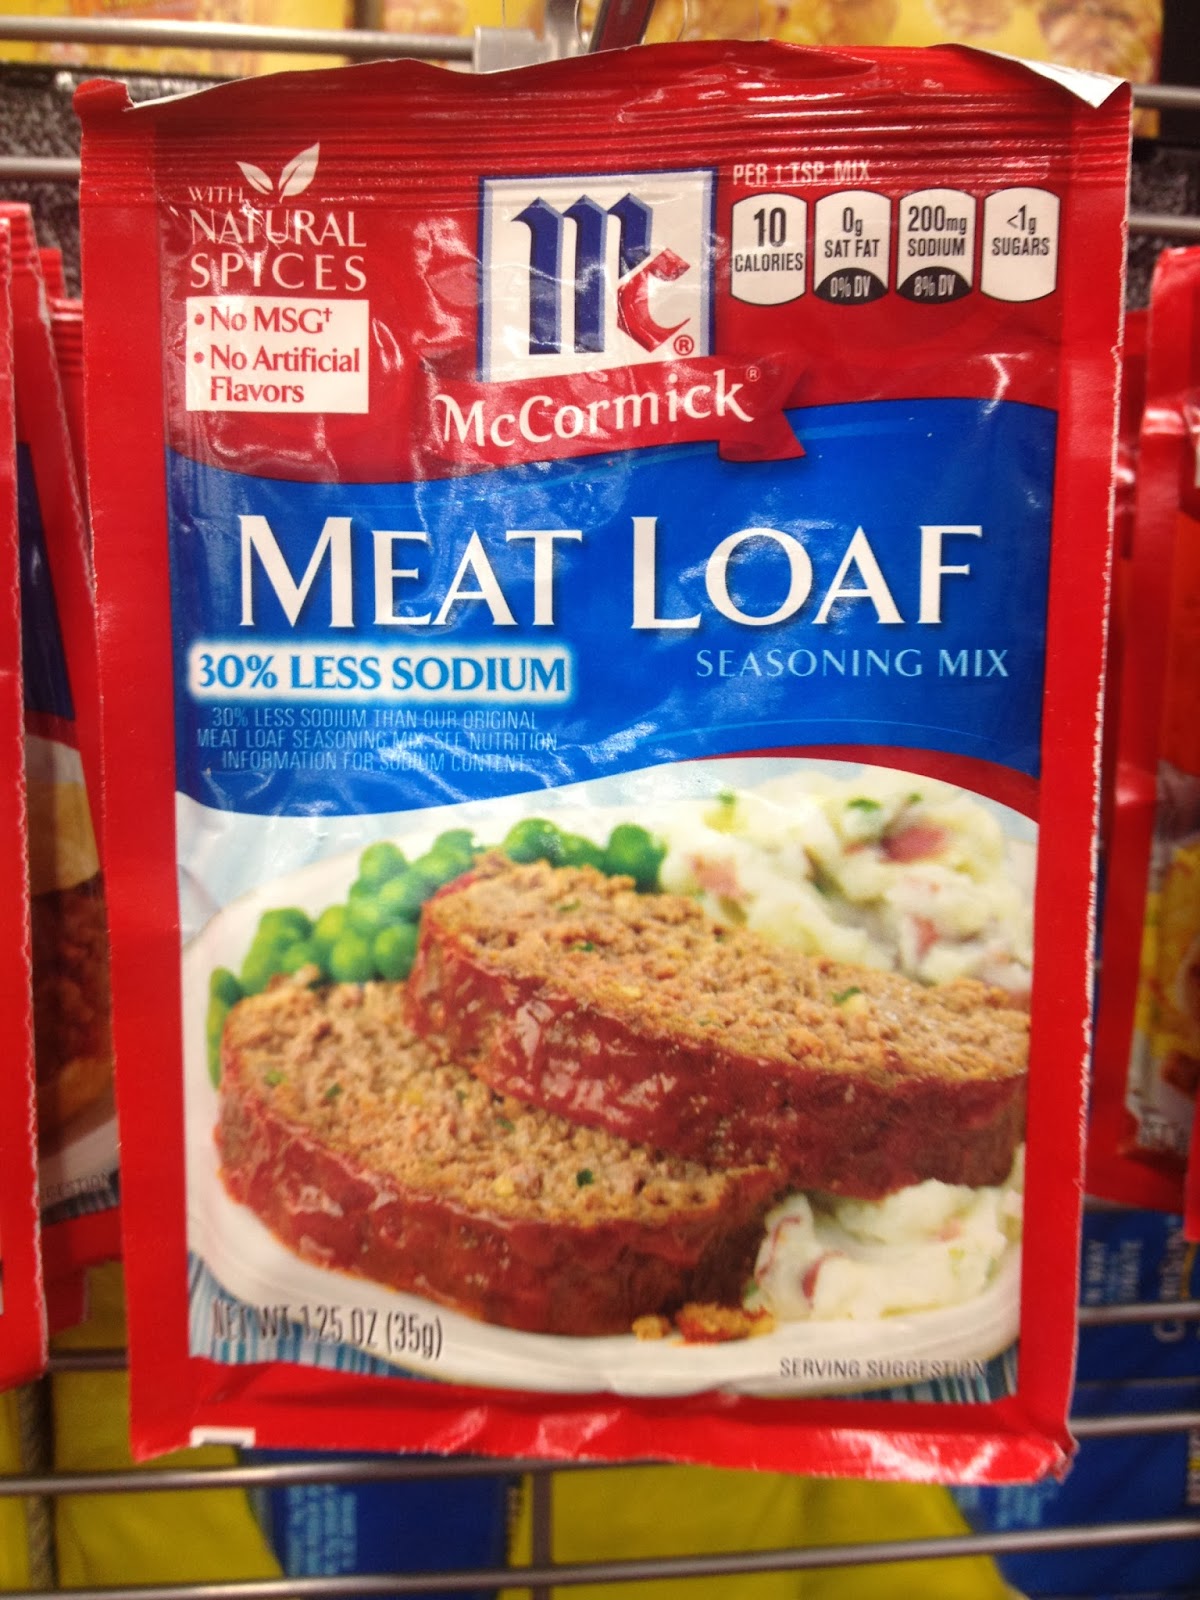 WITH
NATURAL
SPICES
• No MSG†
• No Artificial
Flavors
Mc®
McCormick®
PER 1 TSP MIX
10
CALORIES
0g
SAT FAT
0% DV
200mg
SODIUM
8% DV
<1g
SUGARS
MEAT LOAF
SEASONING MIX
30% LESS SODIUM
30% LESS SODIUM THAN OUR ORIGINAL
MEAT LOAF SEASONING MIX. SEE NUTRITION
INFORMATION FOR SODIUM CONTENT.
NET WT 1.25 OZ (35g)
SERVING SUGGESTION